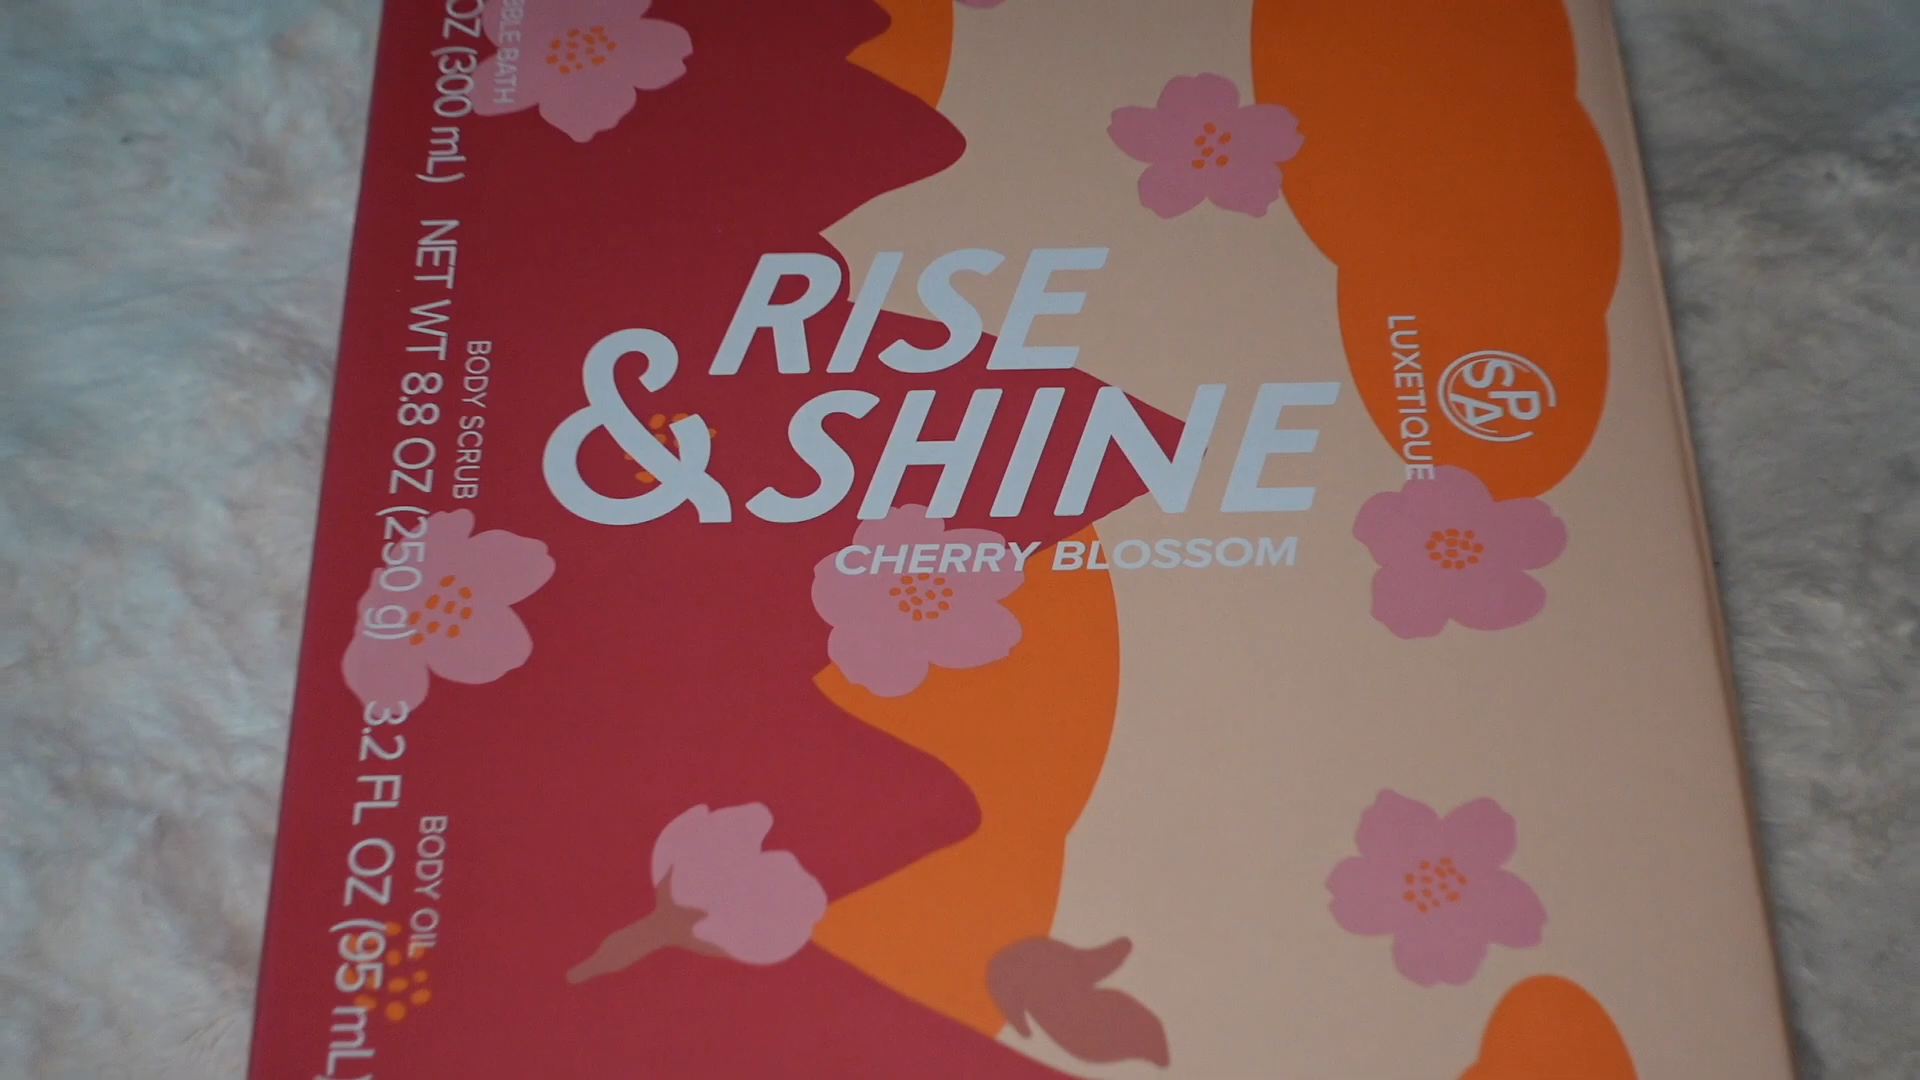 RISE
& SHINE
CHERRY BLOSSOM
SPA
LUXETIQUE
BATH
OZ (300 mL)
BODY SCRUB
NET WT 8.8 OZ (250 g)
BODY OIL
3.2 FL OZ (95 mL)